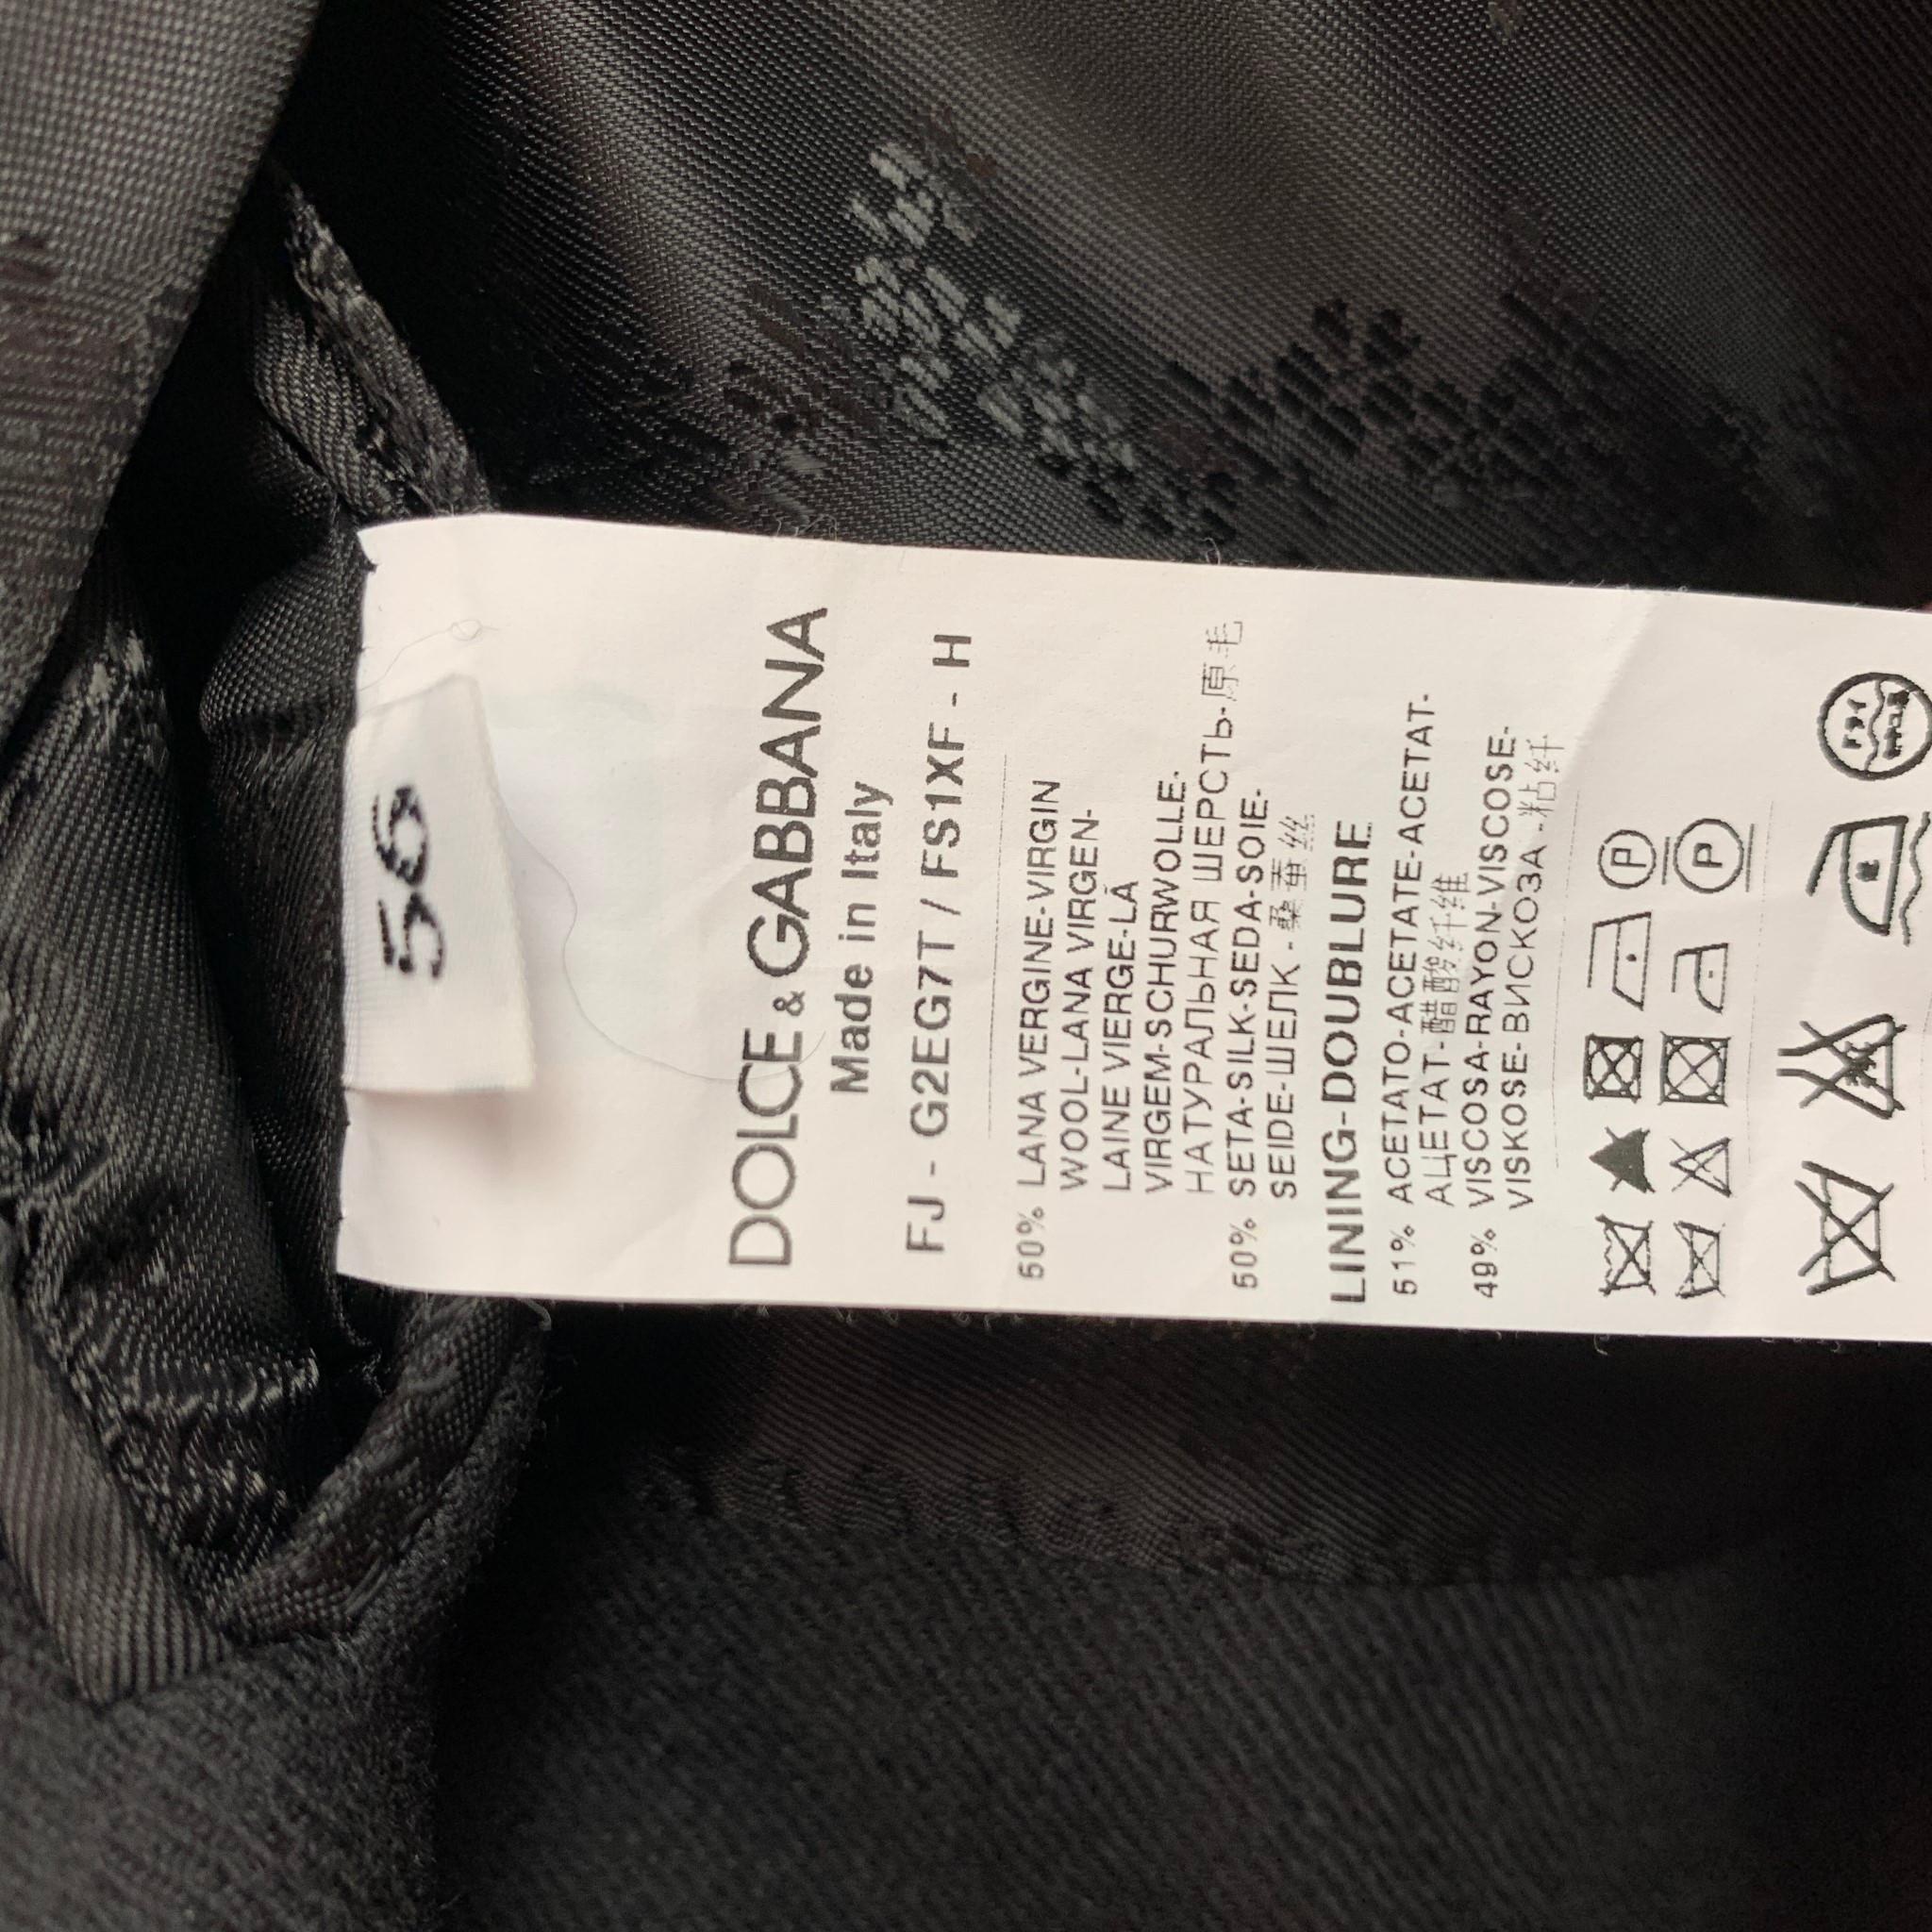 56
DOLCE & GABBANA
Made in Italy
FJ - G2EG7T / FS1XF - H
50% LANA VERGINE-VIRGIN
WOOL-LANA VIRGEN-
LAINE VIERGE-LÃ
VIRGEM-SCHURWOLLE-
НАТУРАЛЬНАЯ ШЕРСТЬ-原毛
50% SETA-SILK-SEDA-SOIE-
SEIDE-ШЕЛК-桑蚕丝
LINING-DOUBLURE
51% ACETATO-ACETATE-ACETAT-
АЦЕТАТ-醋酸纤维
49% VISCOSA-RAYON-VISCOSE-
VISKOSE-ВИСКОЗА-粘纤
P
P